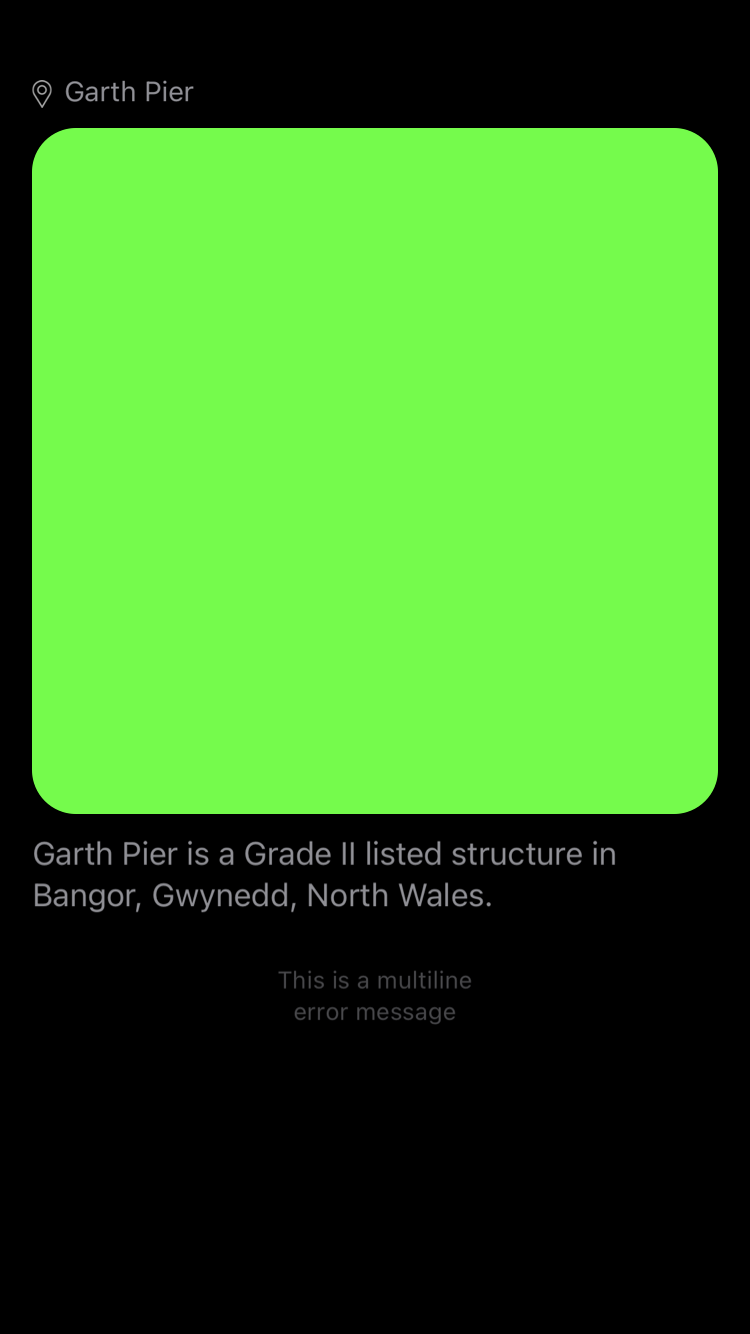 Garth Pier
Garth Pier is a Grade II listed structure in
Bangor, Gwynedd, North Wales.
This is a multiline
error message